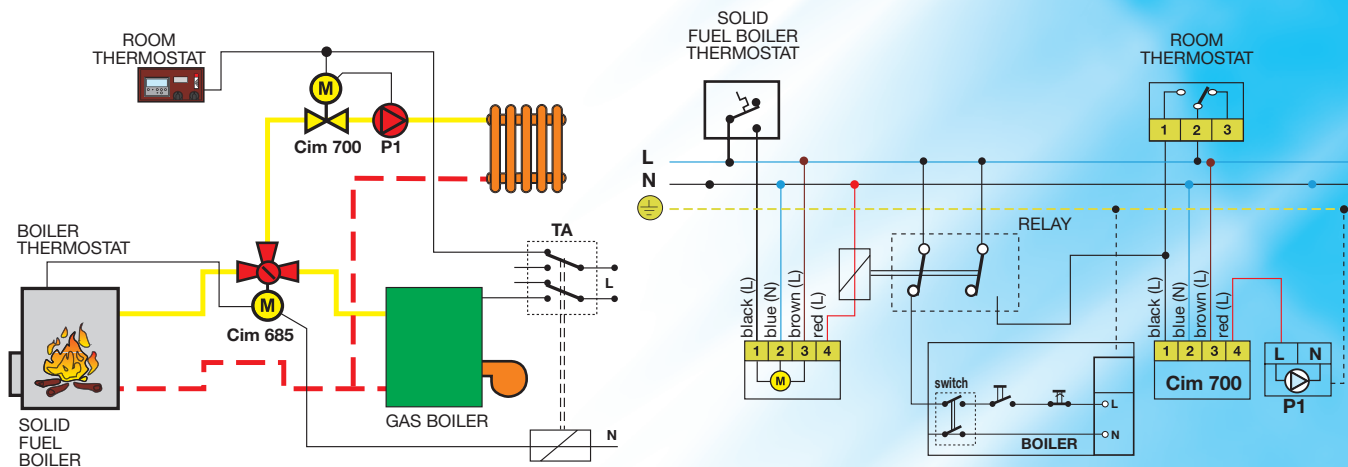 ROOM
THERMOSTAT
M
Cim 700
P1
BOILER
THERMOSTAT
M
Cim 685
TA
L
N
SOLID
FUEL
BOILER
GAS BOILER
SOLID
FUEL BOILER
THERMOSTAT
ROOM
THERMOSTAT
1 2 3
L
N
RELAY
black (L)
blue (N)
brown (L)
red (L)
1 2 3 4
M
switch
L
N
BOILER
black (L)
blue (N)
brown (L)
red (L)
1 2 3 4
Cim 700
L N
P1